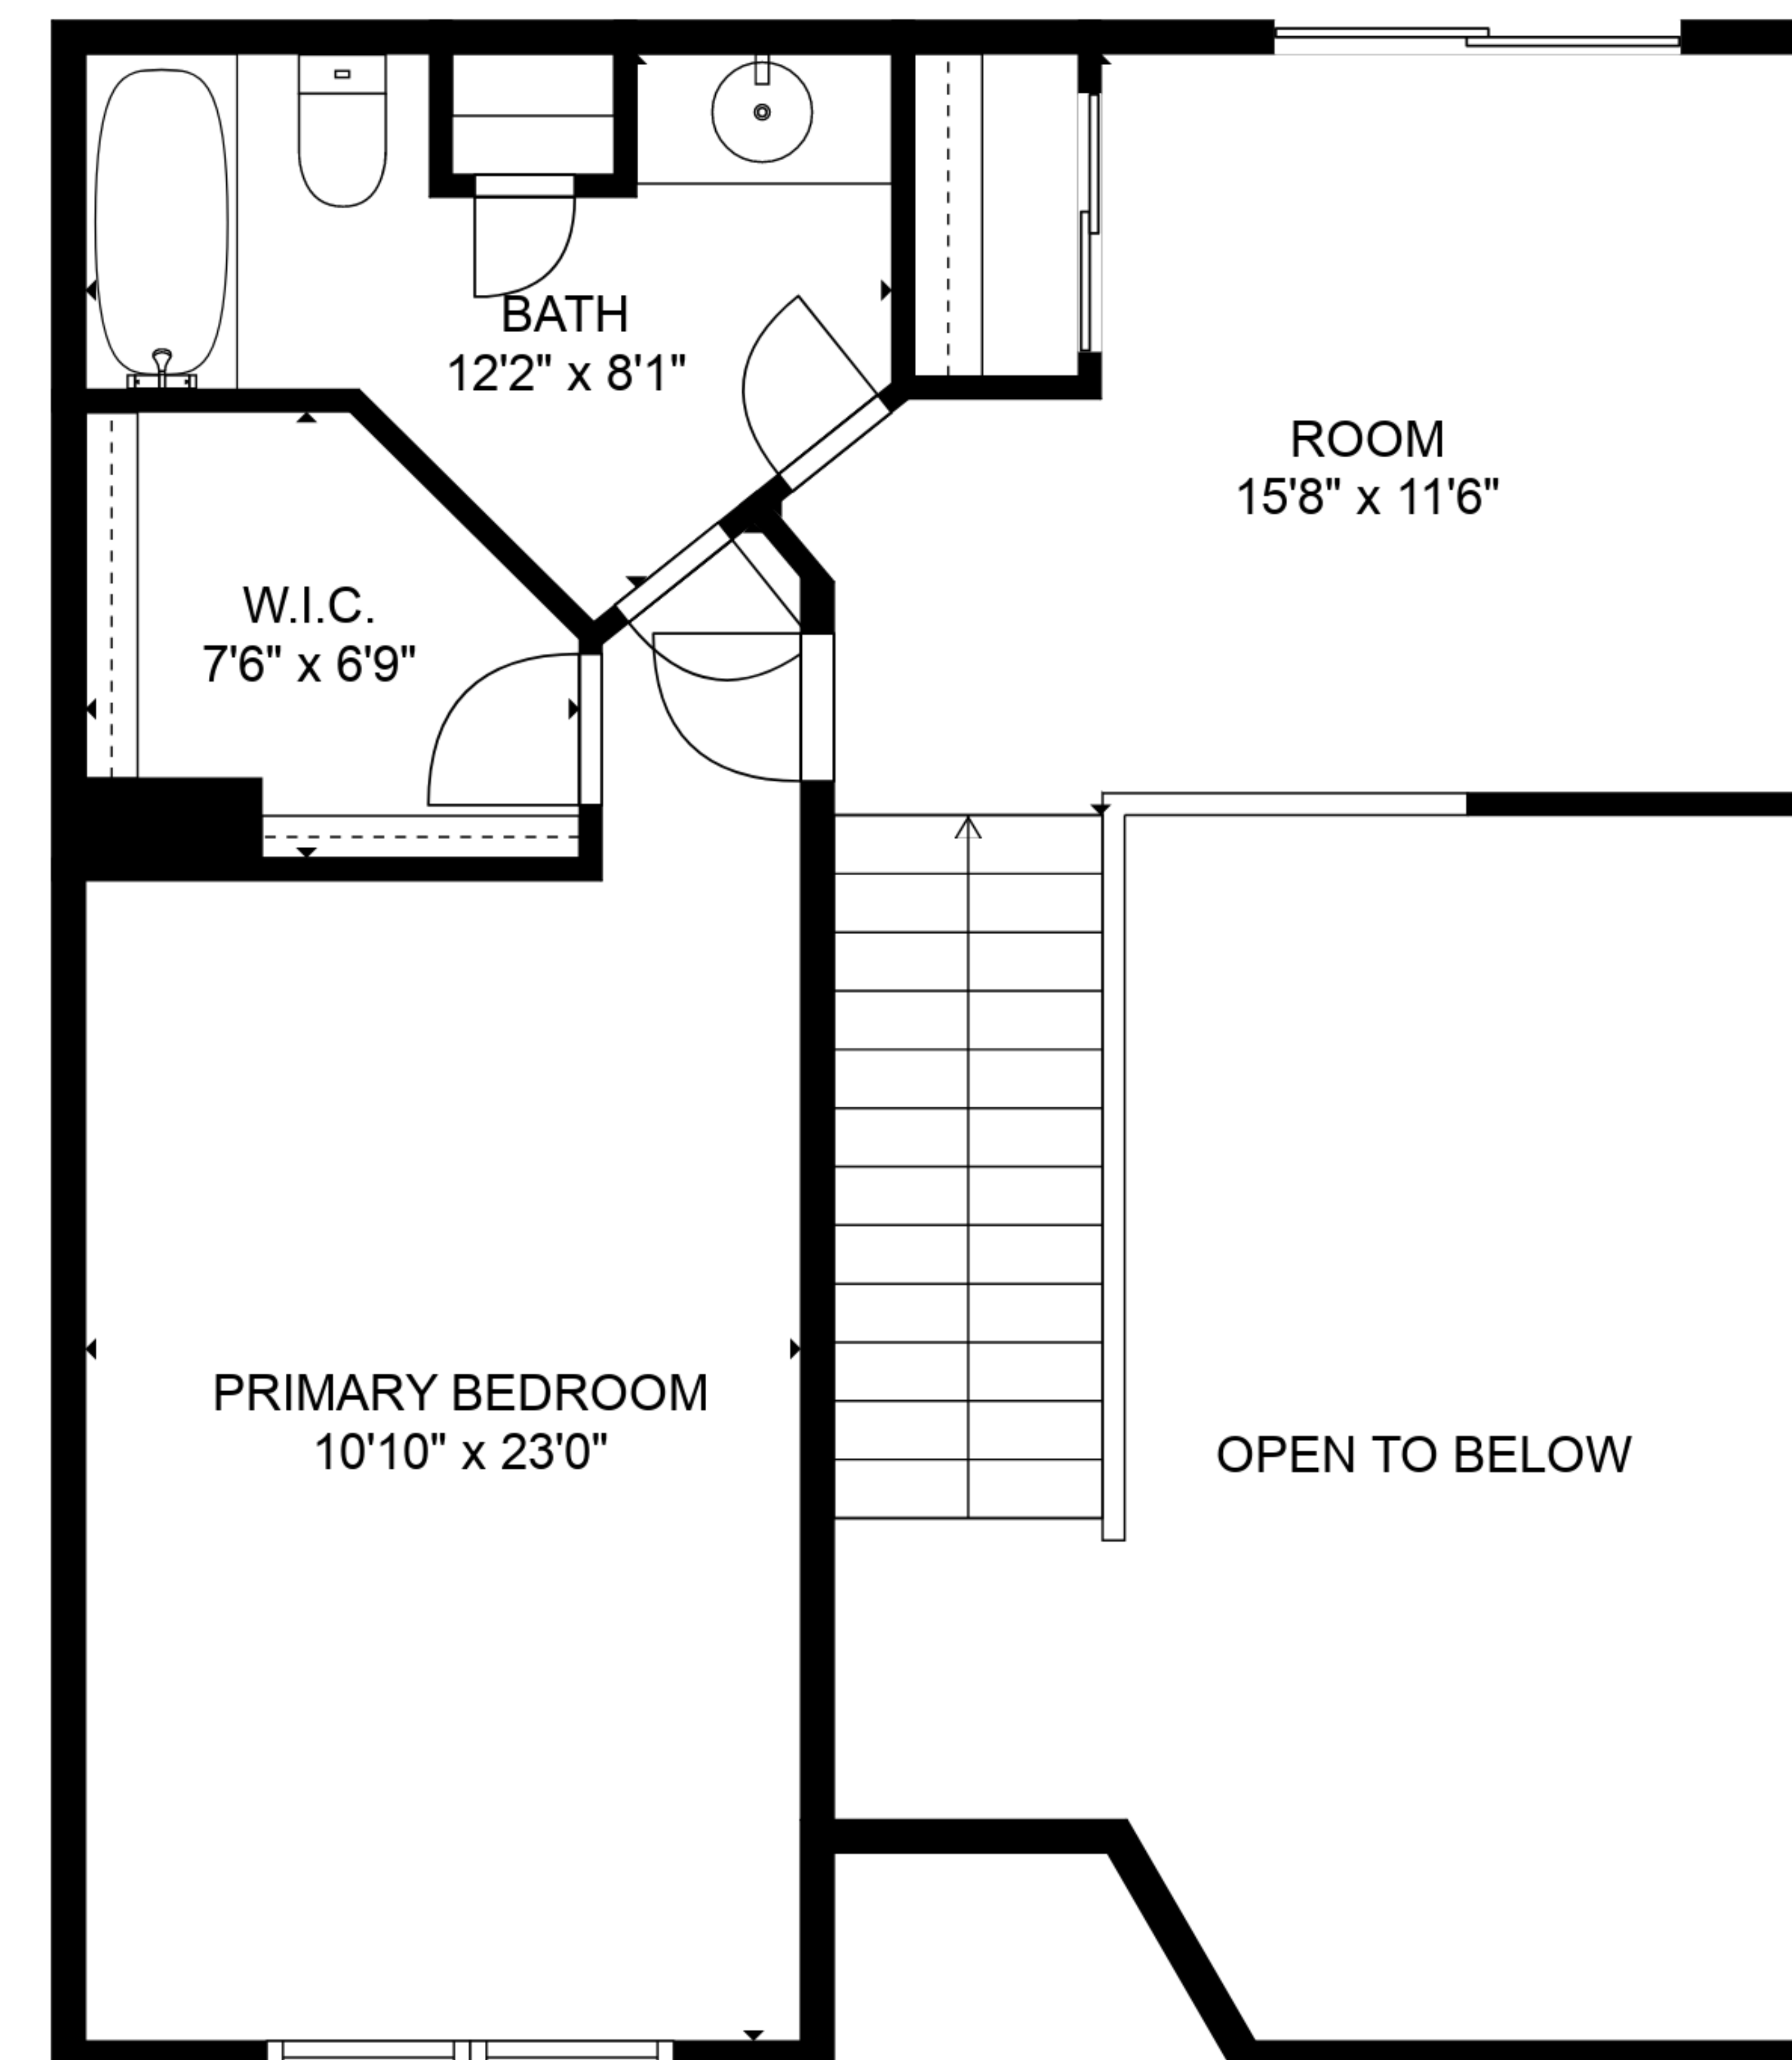 BATH
12'2" x 8'1"
ROOM
15'8" x 11'6"
W.I.C.
7'6" x 6'9"
PRIMARY BEDROOM
10'10" x 23'0"
OPEN TO BELOW